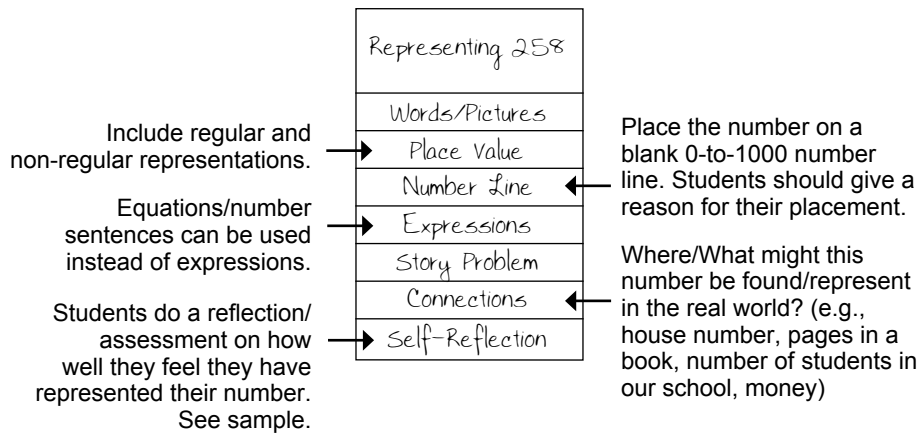 Representing 258
Words/Pictures
Place Value
Number Line
Expressions
Story Problem
Connections
Self-Reflection
Include regular and
non-regular representations.
Equations/number
sentences can be used
instead of expressions.
Students do a reflection/
assessment on how
well they feel they have
represented their number.
See sample.
Place the number on a
blank 0-to-1000 number
line. Students should give a
reason for their placement.
Where/What might this
number be found/represent
in the real world? (e.g.,
house number, pages in a
book, number of students in
our school, money)